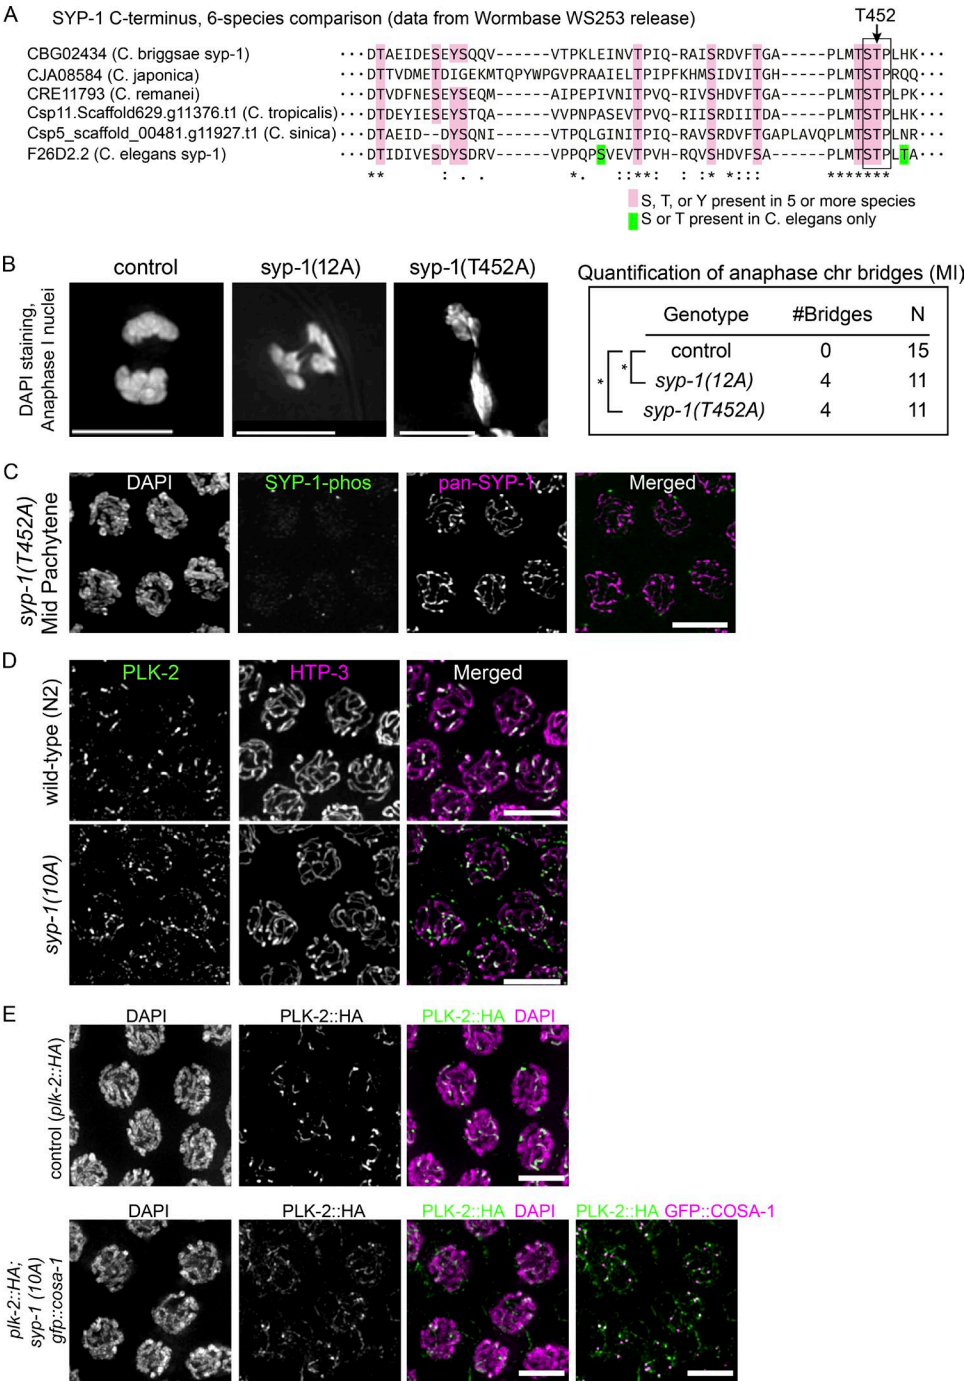 A
SYP-1 C-terminus, 6-species comparison (data from Wormbase WS253 release)
T452
CBG02434 (C. briggsae syp-1) ···DTAEIDESEYSQQV------VTPKLEINVTPIQ-RAISRDVFTGA-----PLMTSTPLHK···
CJA08584 (C. japonica) ···DTTVDMETDIGEKMTQPYWPGVPRAAIELTPIPFKHMSIDVITGH-----PLMTSTPRQQ···
CRE11793 (C. remanei) ···DTVDFNESEYSEQM------AIPEPIVNITPVQ-RAVSRDVFTGA-----PLMTSTPLPK···
Csp11.Scaffold629.g11376.t1 (C. tropicalis) ···DTDEYIESEYSTQM------VVPNPASEVTPVQ-RIISRDIITGA-----PLMTSTPLHK···
Csp5_scaffold_00481.g11927.t1 (C. sinica) ···DTAEID--DYSQNI------VTPQLGINITPIQ-RAVSRDVFTGAPLAVQPLMTSTPLNR···
F26D2.2 (C. elegans syp-1) ···DTIDIVESDYSDRV------VPPQPSVEVTPVH-RQVSHDVFSA------PLMTSTPLTA···
** : . . *. :**: : : * *::: *******
S, T, or Y present in 5 or more species
S or T present in C. elegans only
B
control
syp-1(12A)
syp-1(T452A)
DAPI staining,
Anaphase I nuclei
Quantification of anaphase chr bridges (MI)
Genotype #Bridges N
control 0 15
syp-1(12A) 4 11
syp-1(T452A) 4 11
*
*
C
DAPI
SYP-1-phos
pan-SYP-1
Merged
syp-1(T452A)
Mid Pachytene
D
PLK-2
HTP-3
Merged
wild-type (N2)
syp-1(10A)
E
DAPI
PLK-2::HA
PLK-2::HA DAPI
control (plk-2::HA)
DAPI
PLK-2::HA
PLK-2::HA DAPI
PLK-2::HA GFP::COSA-1
plk-2::HA;
syp-1 (10A)
gfp::cosa-1